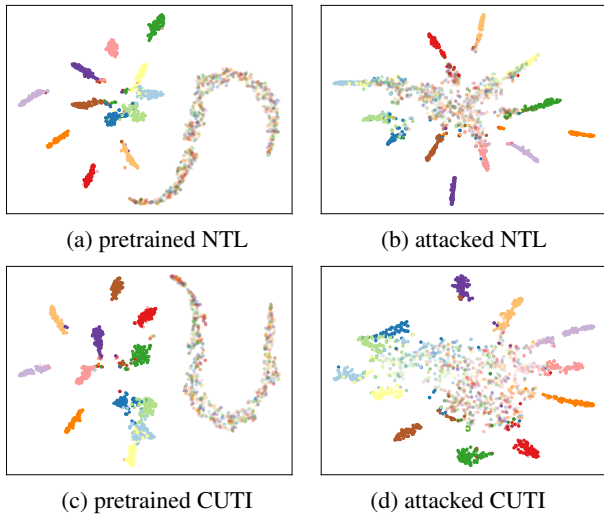 (a) pretrained NTL
(b) attacked NTL
(c) pretrained CUTI
(d) attacked CUTI